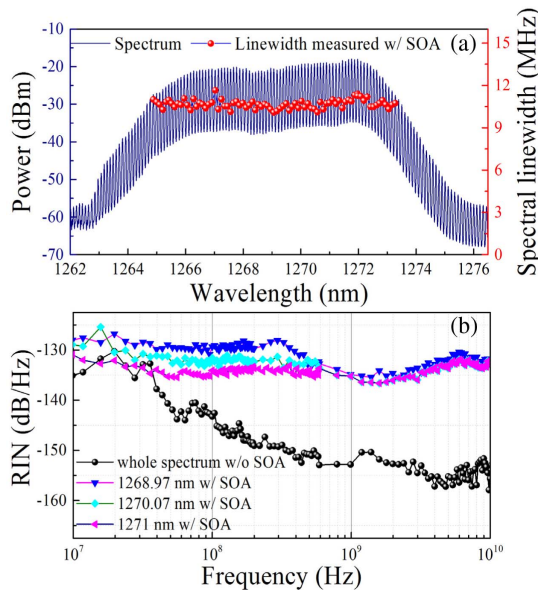 -10
-20
-30
-40
-50
-60
-70
Power (dBm)
Spectrum
Linewidth measured w/ SOA
(a)
15
12
9
6
3
0
Spectral linewidth (MHz)
1262 1264 1266 1268 1270 1272 1274 1276
Wavelength (nm)
(b)
-130
-140
-150
-160
RIN (dB/Hz)
whole spectrum w/o SOA
1268.97 nm w/ SOA
1270.07 nm w/ SOA
1271 nm w/ SOA
10^7 10^8 10^9 10^10
Frequency (Hz)